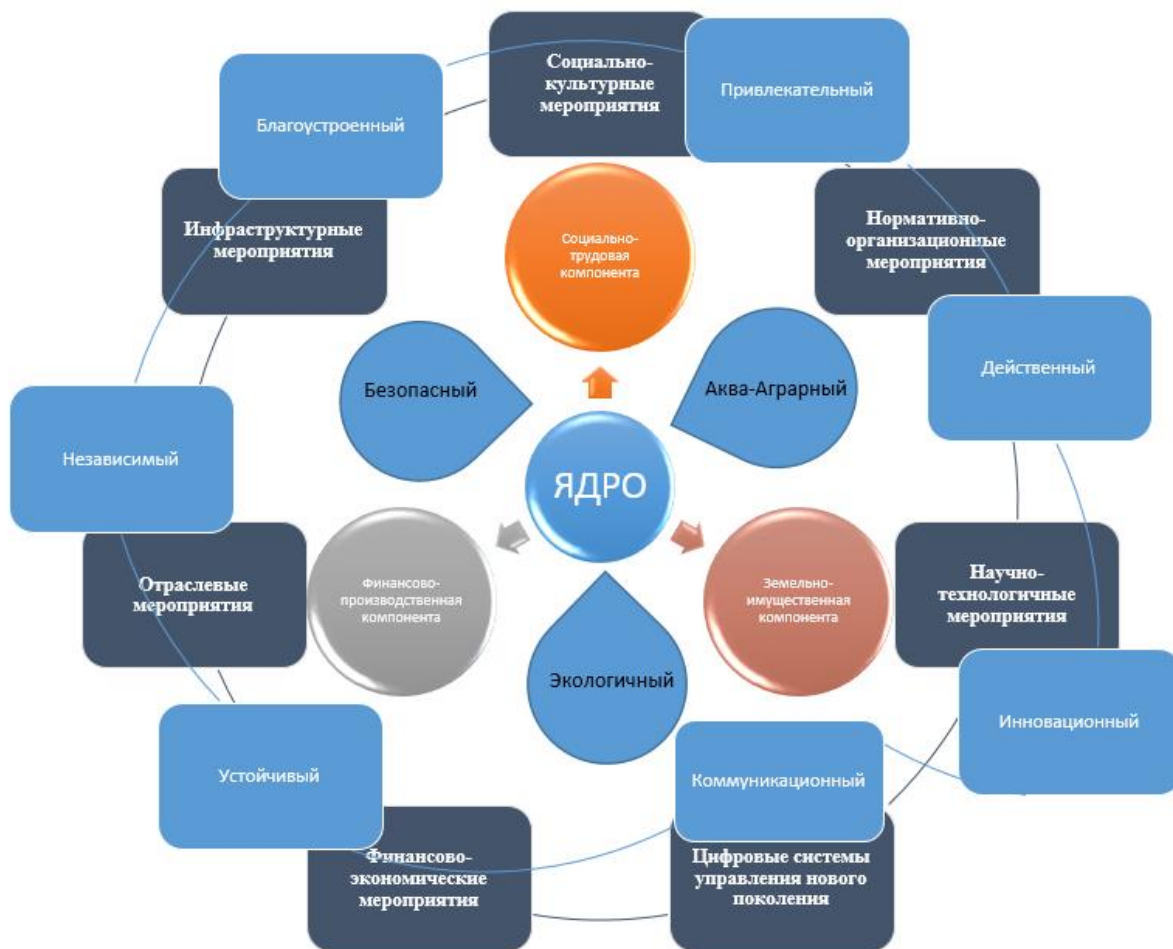 Социально-
культурные
мероприятия
Привлекательный
Благоустроенный
Нормативно-
организационные
мероприятия
Инфраструктурные
мероприятия
Социально-
трудовая
компонента
Действенный
Безопасный
Аква-Аграрный
Независимый
ЯДРО
Отраслевые
мероприятия
Финансово-
производственная
компонента
Земельно-
имущественная
компонента
Научно-
технологичные
мероприятия
Экологичный
Инновационный
Устойчивый
Коммуникационный
Финансово-
экономические
мероприятия
Цифровые системы
управления нового
поколения